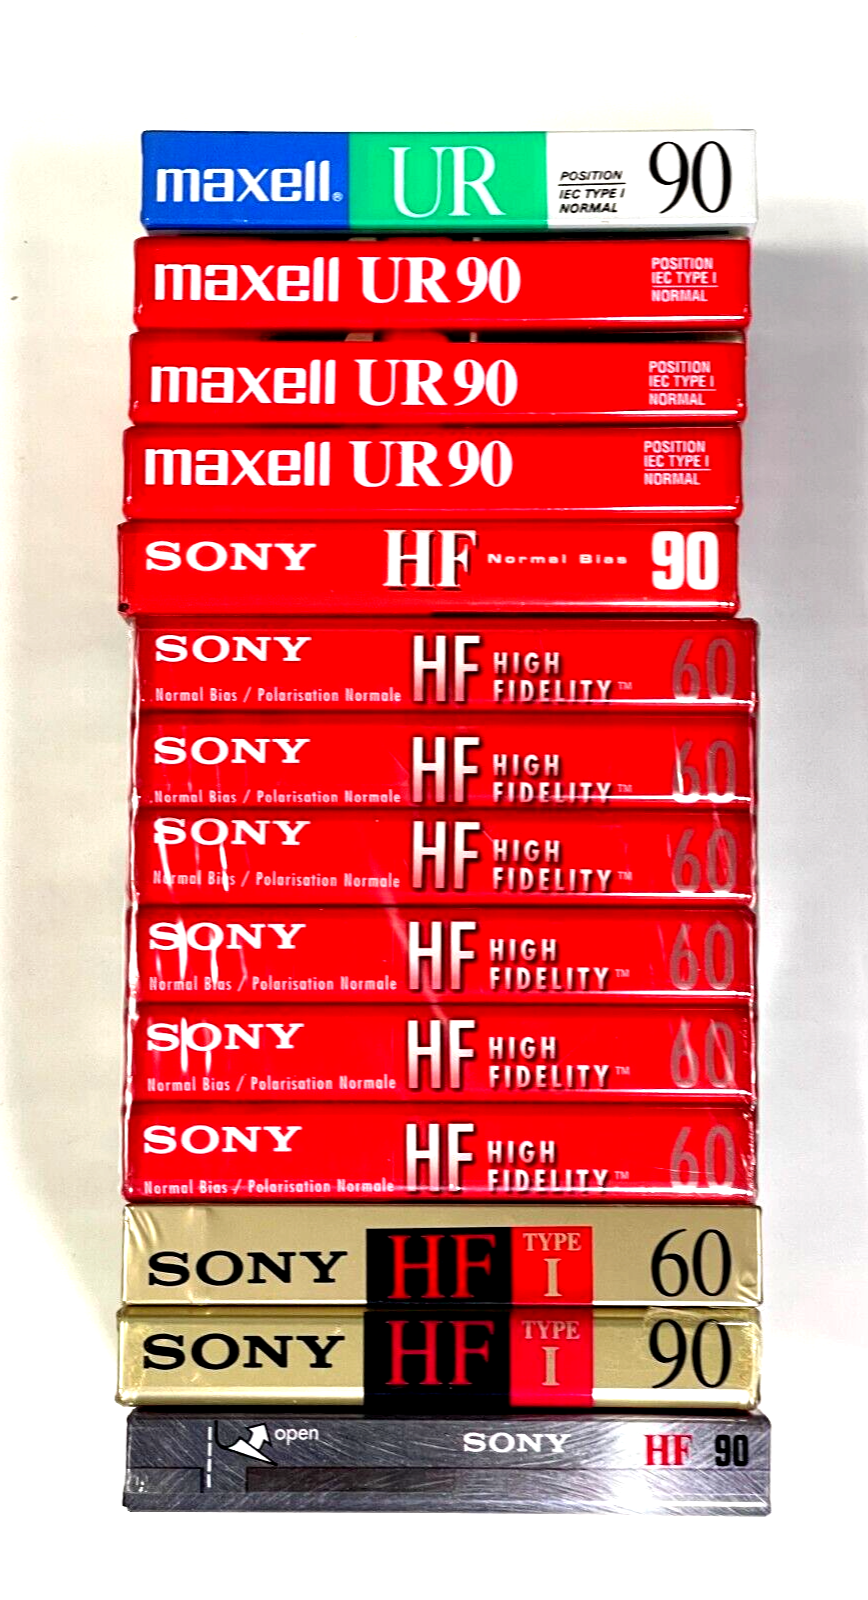 maxell® UR POSITION 90
IEC TYPE I
NORMAL
maxell UR90 POSITION
IEC TYPE I
NORMAL
maxell UR90 POSITION
IEC TYPE I
NORMAL
maxell UR90 POSITION
IEC TYPE I
NORMAL
SONY HF Normal Bias 90
SONY HF HIGH 60
Normal Bias / Polarisation Normale FIDELITY™
SONY HF HIGH 60
Normal Bias / Polarisation Normale FIDELITY™
SONY HF HIGH 60
Normal Bias / Polarisation Normale FIDELITY™
SONY HF HIGH 60
Normal Bias / Polarisation Normale FIDELITY™
SONY HF HIGH 60
Normal Bias / Polarisation Normale FIDELITY™
SONY HF HIGH 60
Normal Bias / Polarisation Normale FIDELITY™
SONY HF TYPE I 60
SONY HF TYPE I 90
open SONY HF 90